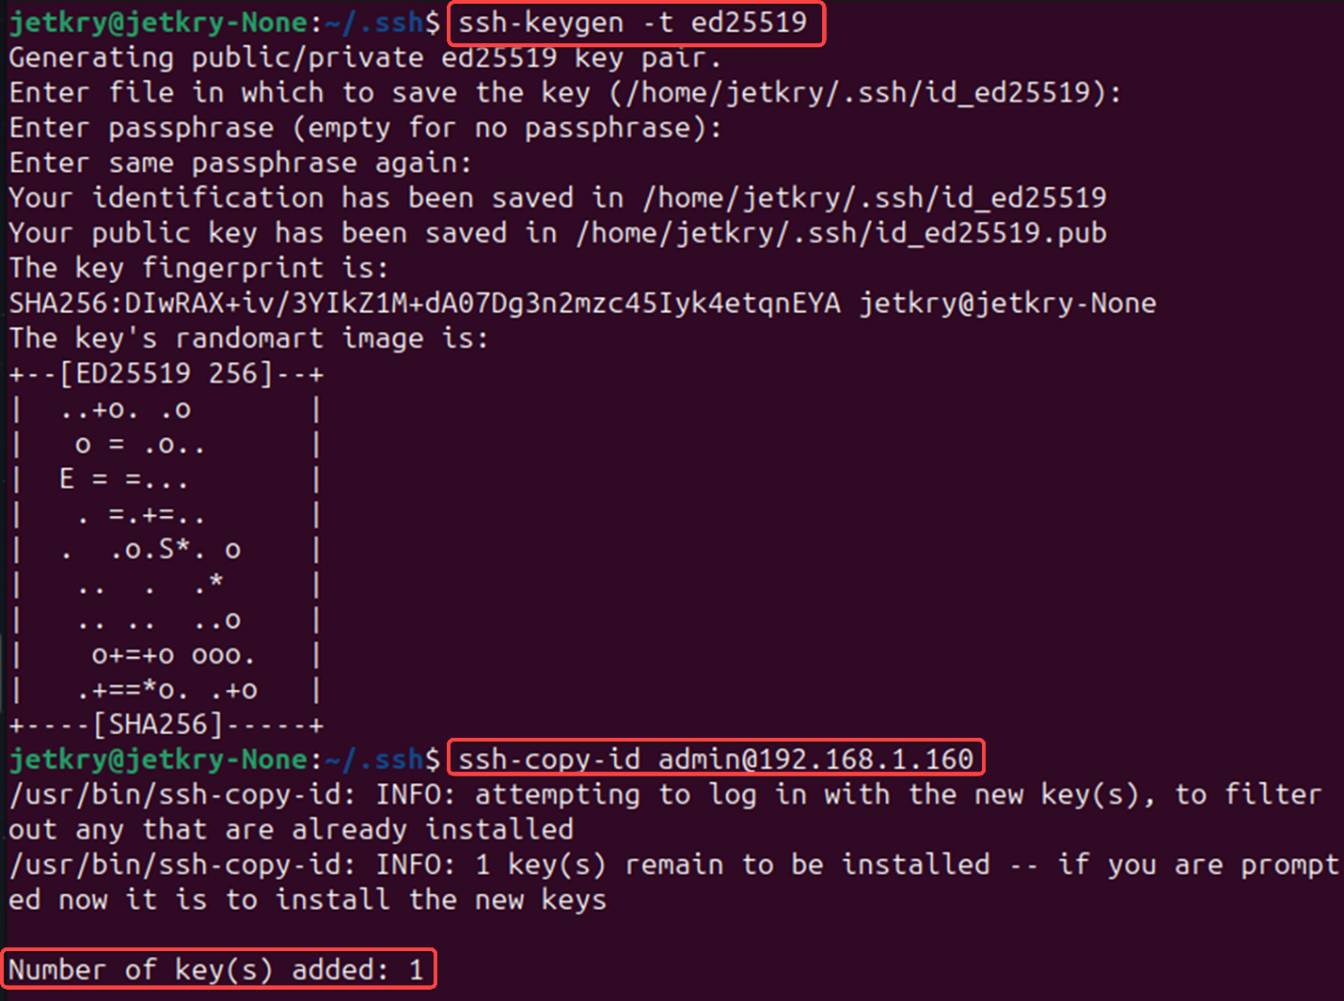 jetkry@jetkry-None:~/.ssh$ ssh-keygen -t ed25519
Generating public/private ed25519 key pair.
Enter file in which to save the key (/home/jetkry/.ssh/id_ed25519):
Enter passphrase (empty for no passphrase):
Enter same passphrase again:
Your identification has been saved in /home/jetkry/.ssh/id_ed25519
Your public key has been saved in /home/jetkry/.ssh/id_ed25519.pub
The key fingerprint is:
SHA256:DIwRAX+iv/3YIkZ1M+dA07Dg3n2mzc45Iyk4etqnEYA jetkry@jetkry-None
The key's randomart image is:
+--[ED25519 256]--+
|  ..+o. .o       |
|   o = .o..      |
|  E = =...       |
|   . =.+=..      |
|  .  .o.S*. o    |
|   ..  .  .*     |
|   .. ..  ..o    |
|    o+=+o ooo.   |
|   .+==*o. .+o   |
+----[SHA256]-----+
jetkry@jetkry-None:~/.ssh$ ssh-copy-id admin@192.168.1.160
/usr/bin/ssh-copy-id: INFO: attempting to log in with the new key(s), to filter
out any that are already installed
/usr/bin/ssh-copy-id: INFO: 1 key(s) remain to be installed -- if you are prompt
ed now it is to install the new keys
Number of key(s) added: 1